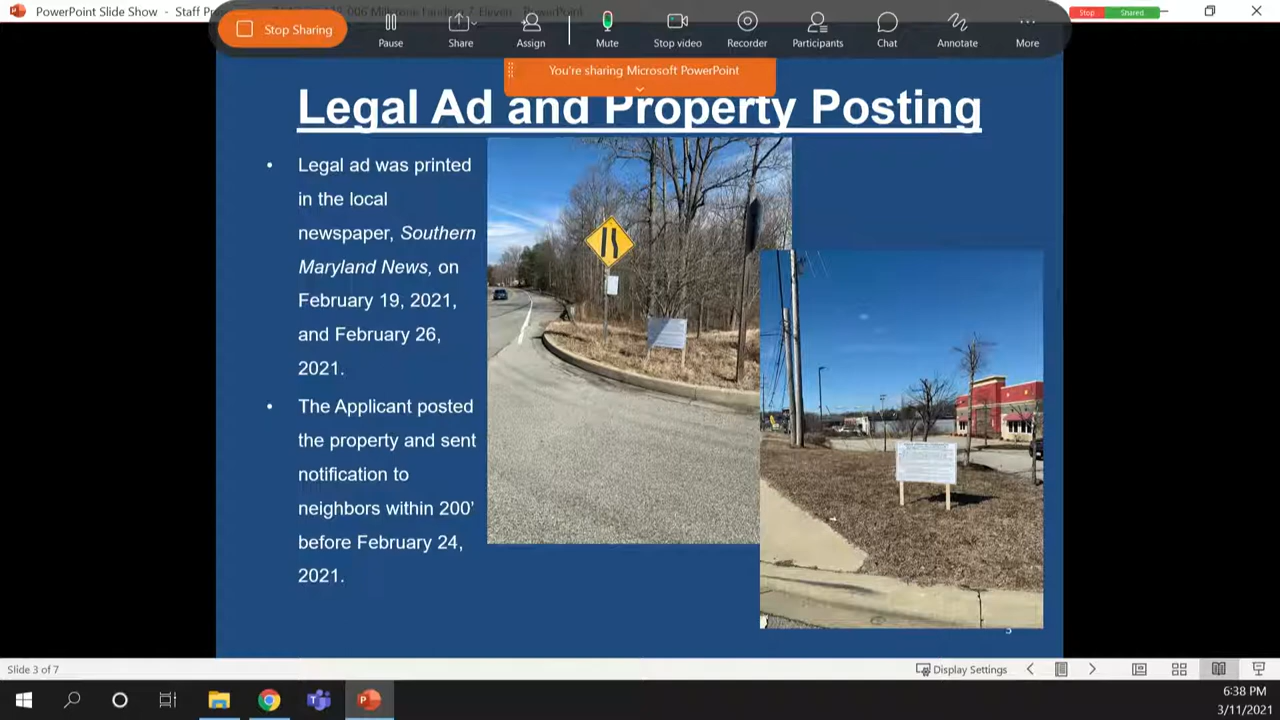 PowerPoint Slide Show - Staff
Stop Shared
Stop Sharing
Pause
Share
Assign
Mute
Stop video
Recorder
Participants
Chat
Annotate
More
You're sharing Microsoft PowerPoint
Legal Ad and Property Posting
• Legal ad was printed
in the local
newspaper, Southern
Maryland News, on
February 19, 2021,
and February 26,
2021.
• The Applicant posted
the property and sent
notification to
neighbors within 200'
before February 24,
2021.
Slide 3 of 7
Display Settings
6:38 PM
3/11/2021